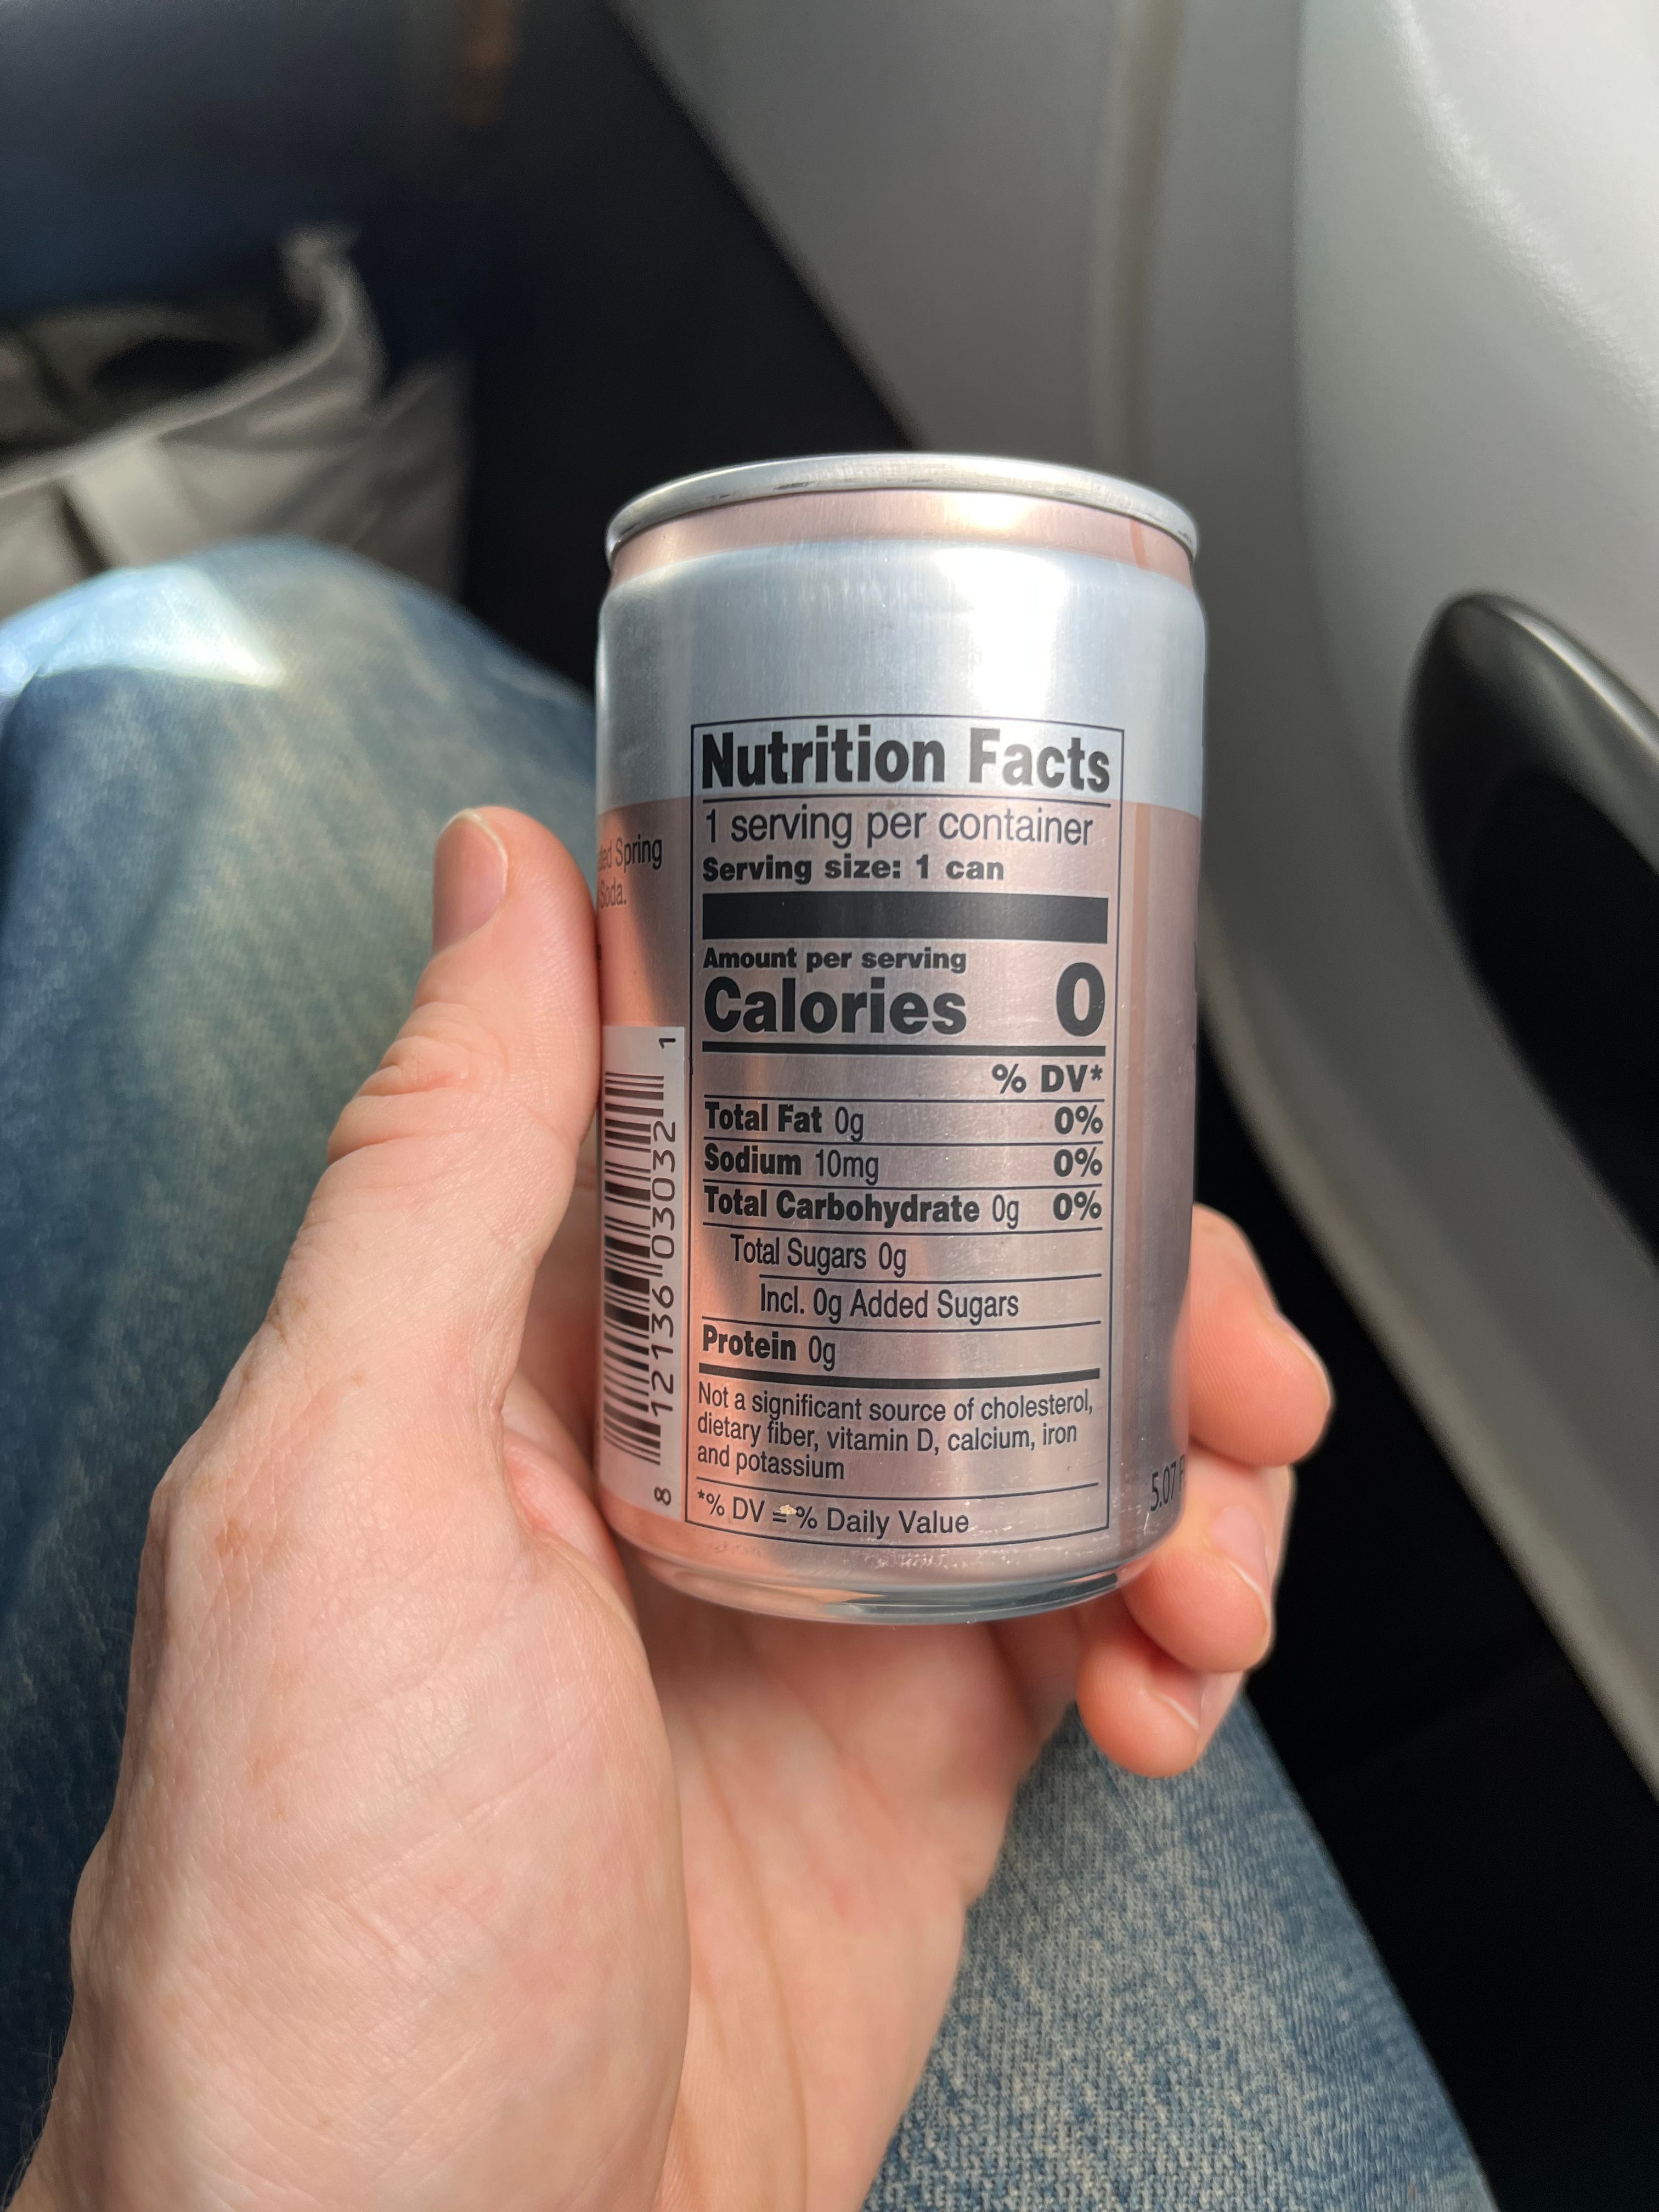 Spring
Soda.
8 12136 03032 1
Nutrition Facts
1 serving per container
Serving size: 1 can
Amount per serving
Calories 0
% DV*
Total Fat 0g 0%
Sodium 10mg 0%
Total Carbohydrate 0g 0%
Total Sugars 0g
Incl. 0g Added Sugars
Protein 0g
Not a significant source of cholesterol,
dietary fiber, vitamin D, calcium, iron
and potassium
*% DV = % Daily Value
5.07